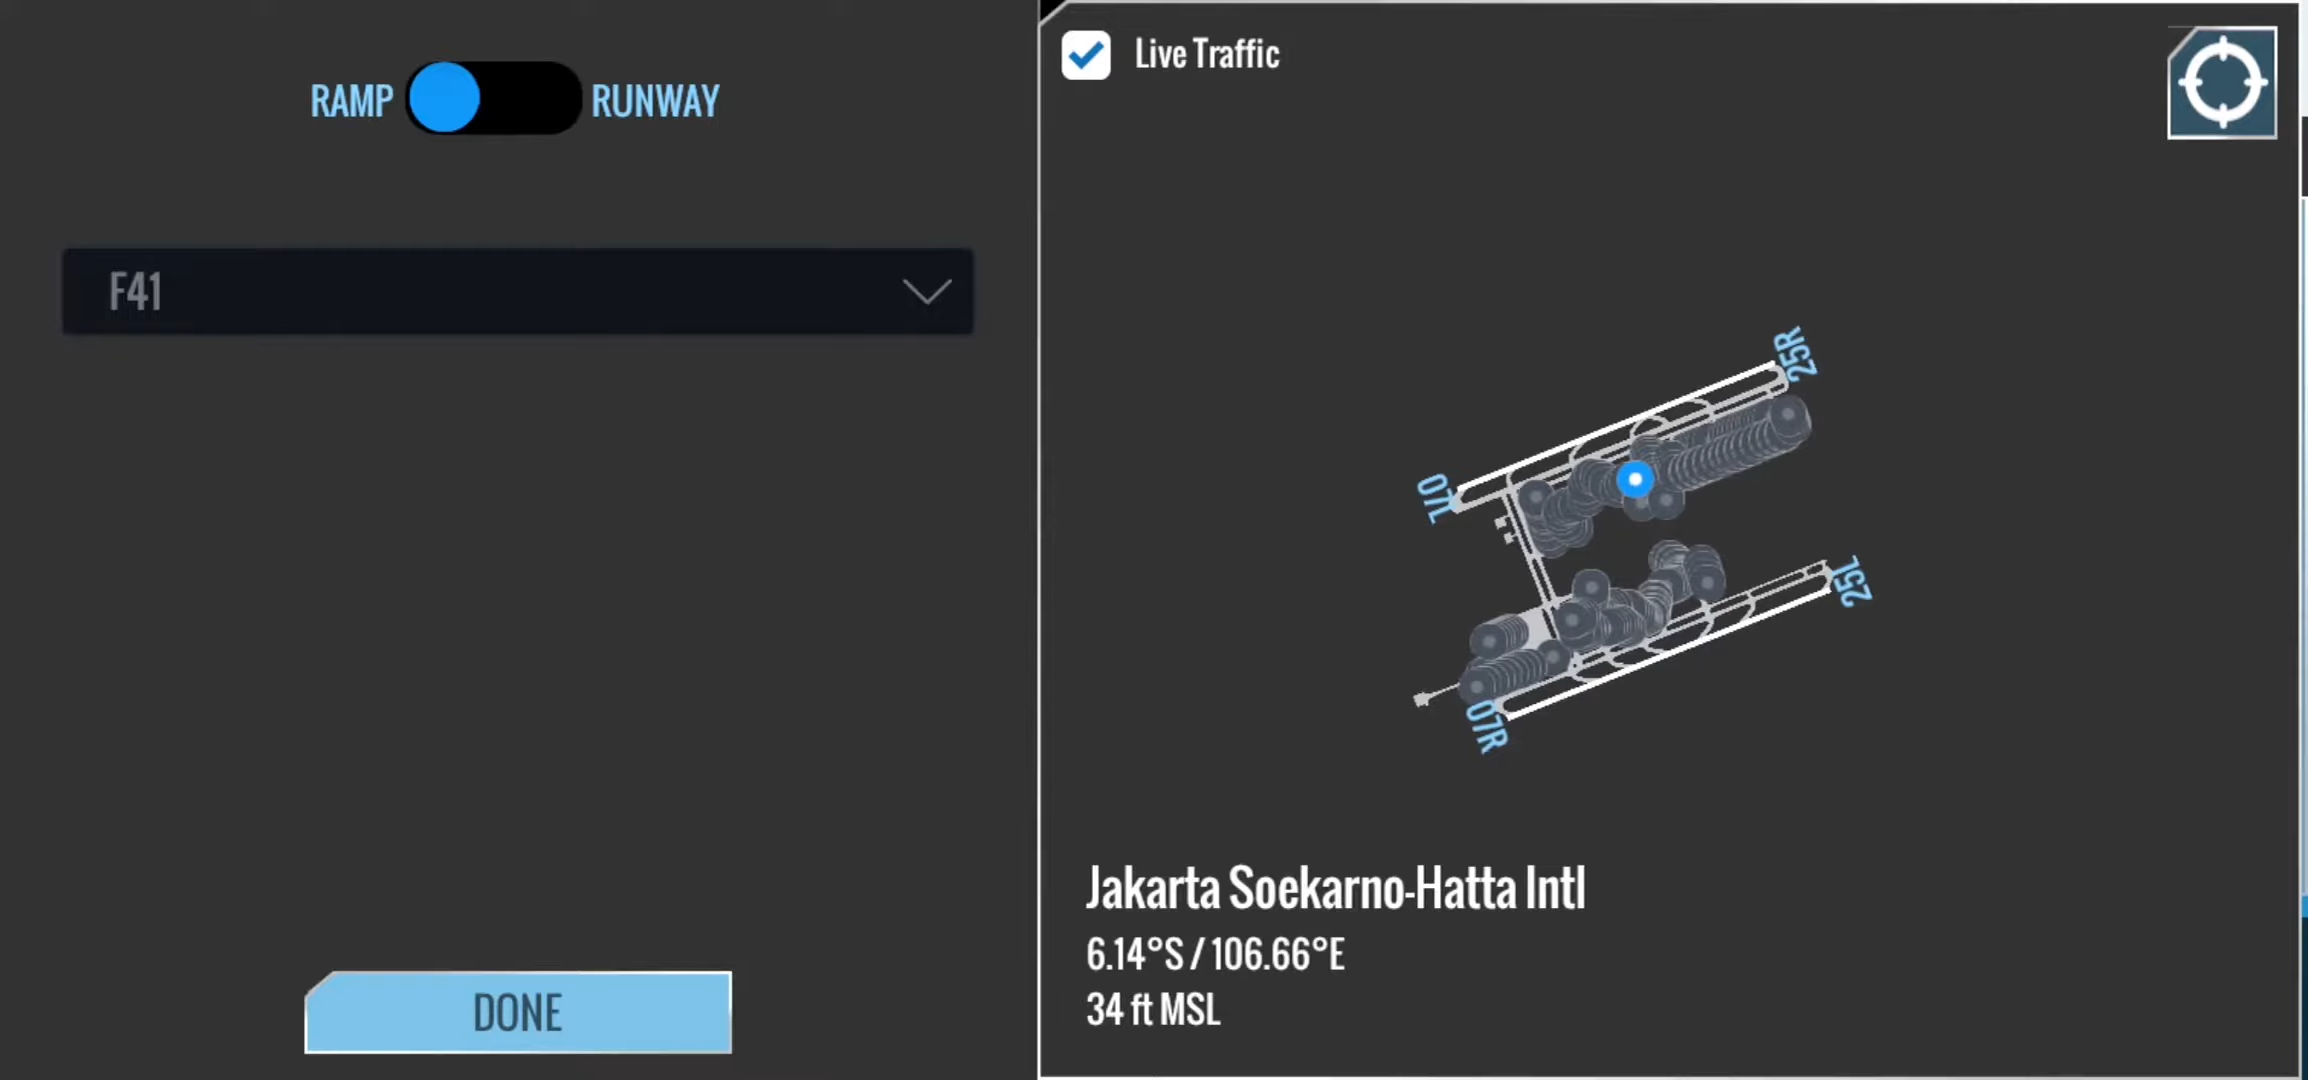 RAMP RUNWAY
F41
DONE
Live Traffic
25R
07L
25L
07R
Jakarta Soekarno-Hatta Intl
6.14°S / 106.66°E
34 ft MSL